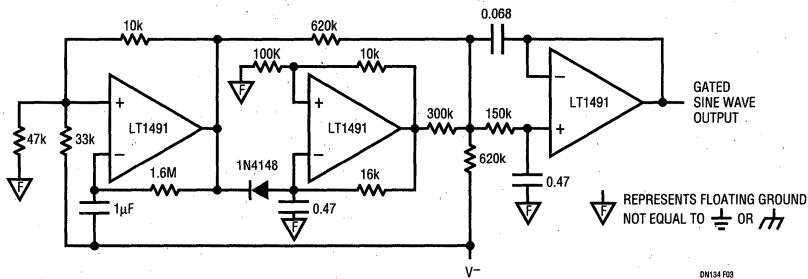 0.068
10k
620k
100K
10k
+
LT1491
−
+
LT1491
−
−
LT1491
+
GATED
SINE WAVE
OUTPUT
47k
33k
300k
150k
1.6M
1N4148
16k
620k
F
1µF
F
0.47
F
0.47
F
F
REPRESENTS FLOATING GROUND
NOT EQUAL TO OR
V−
DN134 F03